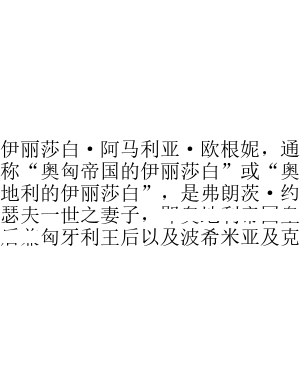 伊丽莎白·阿马利亚·欧根妮，通
称“奥匈帝国的伊丽莎白”或“奥
地利的伊丽莎白”，是弗朗茨·约
瑟夫一世之妻子，
匈牙利王后以及波希米亚及克